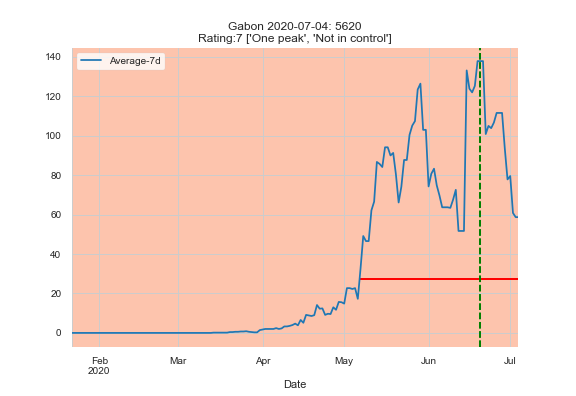 Gabon 2020-07-04: 5620
Rating:7 ['One peak', 'Not in control']
Average-7d
140
120
100
80
60
40
20
0
Feb Mar Apr May Jun Jul
2020
Date